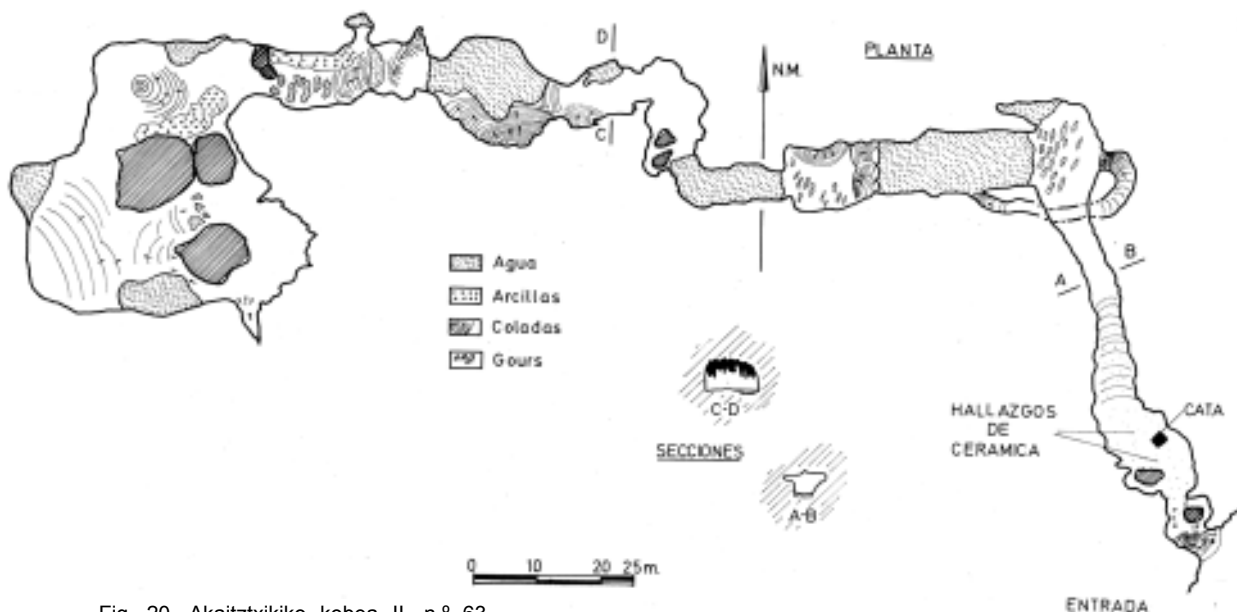 D
PLANTA
N.M.
C
B
A
Agua
Arcillas
Coladas
Gours
C-D
HALLAZGOS
DE
CERAMICA
CATA
SECCIONES
A-B
0 10 20 25m.
ENTRADA
Fig. 20. Akaitztxikiko kobea II, n.º 63